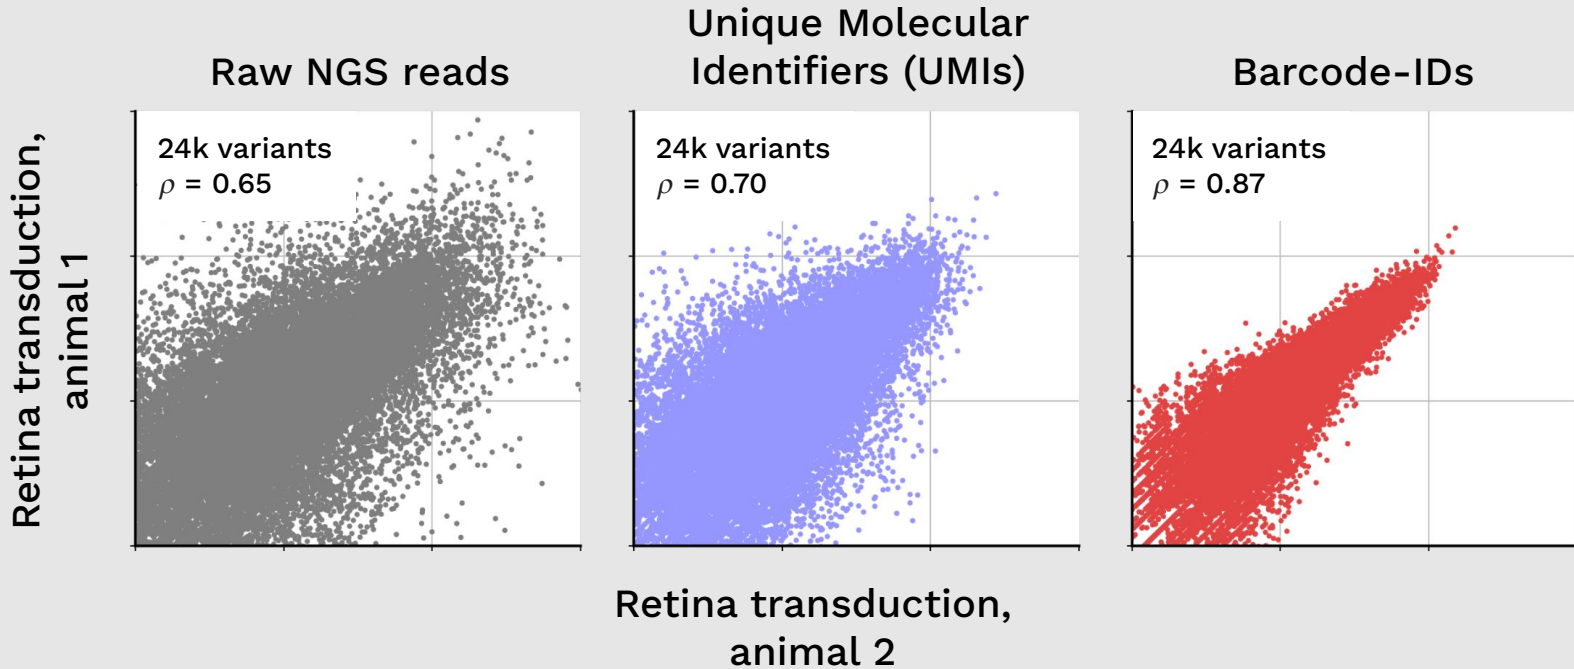 Raw NGS reads
Unique Molecular
Identifiers (UMIs)
Barcode-IDs
Retina transduction,
animal 1
24k variants
ρ = 0.65
24k variants
ρ = 0.70
24k variants
ρ = 0.87
Retina transduction,
animal 2